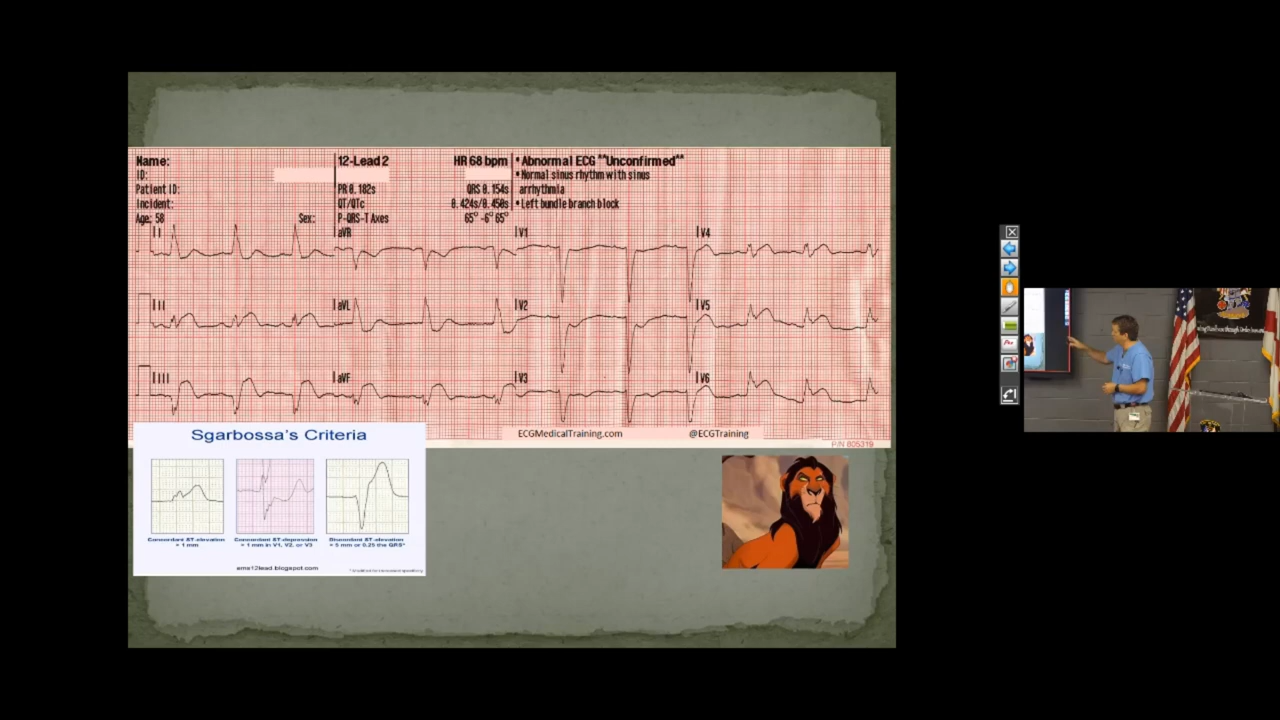 Name:
12-Lead 2
HR 68 bpm
• Abnormal ECG **Unconfirmed**
ID:
• Normal sinus rhythm with sinus
Patient ID:
PR 0.182s
QRS 0.154s
arrhythmia
Incident:
QT/QTc
0.424s/0.450s
• Left bundle branch block
Age: 58
Sex:
P-QRS-T Axes
65° -6° 65°
I
aVR
V1
V4
II
aVL
V2
V5
III
aVF
V3
V6
ECGMedicalTraining.com
@ECGTraining
P/N 805319
Sgarbossa's Criteria
Concordant ST-elevation
Concordant ST-depression
Discordant ST-elevation
= 1 mm
= 1 mm in V1, V2, or V3
= 5 mm or 0.25 the QRS*
ems12lead.blogspot.com